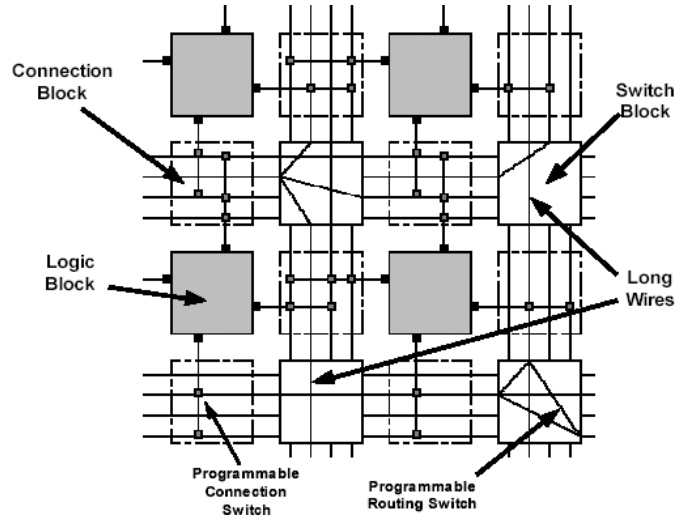 Connection
Block
Switch
Block
Logic
Block
Long
Wires
Programmable
Connection
Switch
Programmable
Routing Switch